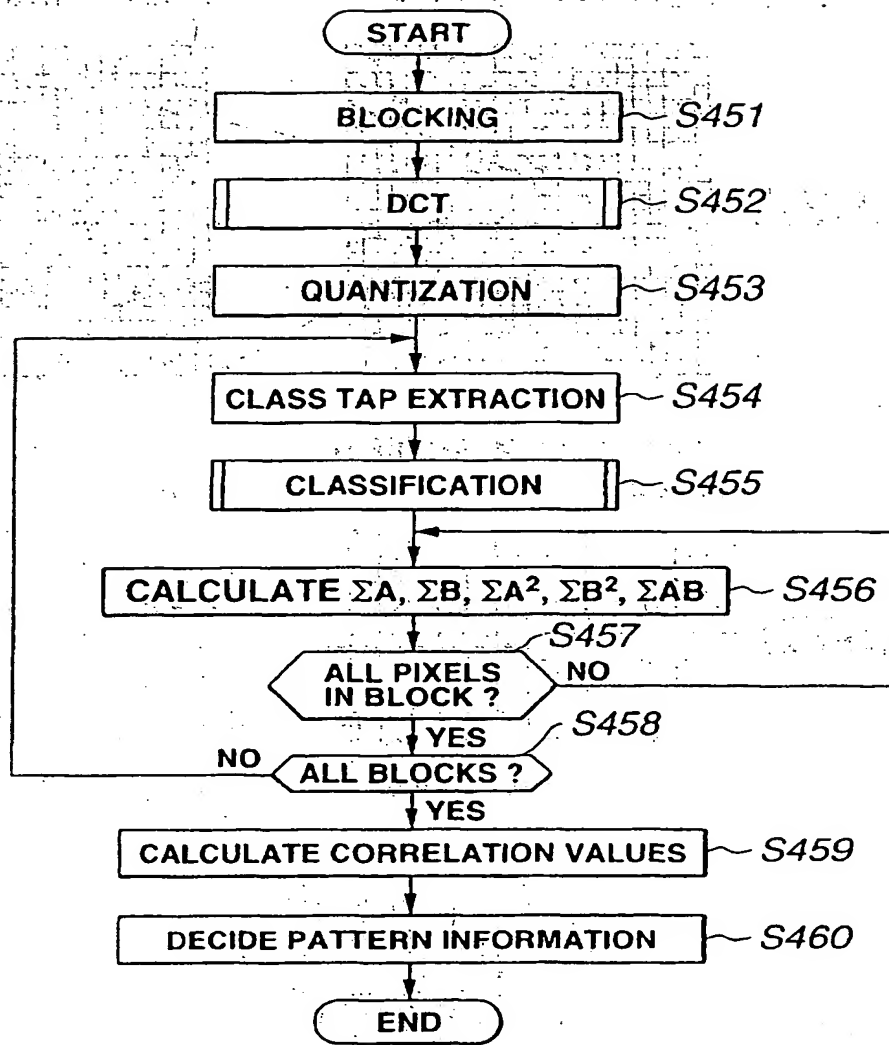 START
BLOCKING S451
DCT S452
QUANTIZATION S453
CLASS TAP EXTRACTION S454
CLASSIFICATION S455
CALCULATE ΣA, ΣB, ΣA², ΣB², ΣAB S456
S457
ALL PIXELS
IN BLOCK ?
NO
YES
S458
NO
ALL BLOCKS ?
YES
CALCULATE CORRELATION VALUES S459
DECIDE PATTERN INFORMATION S460
END